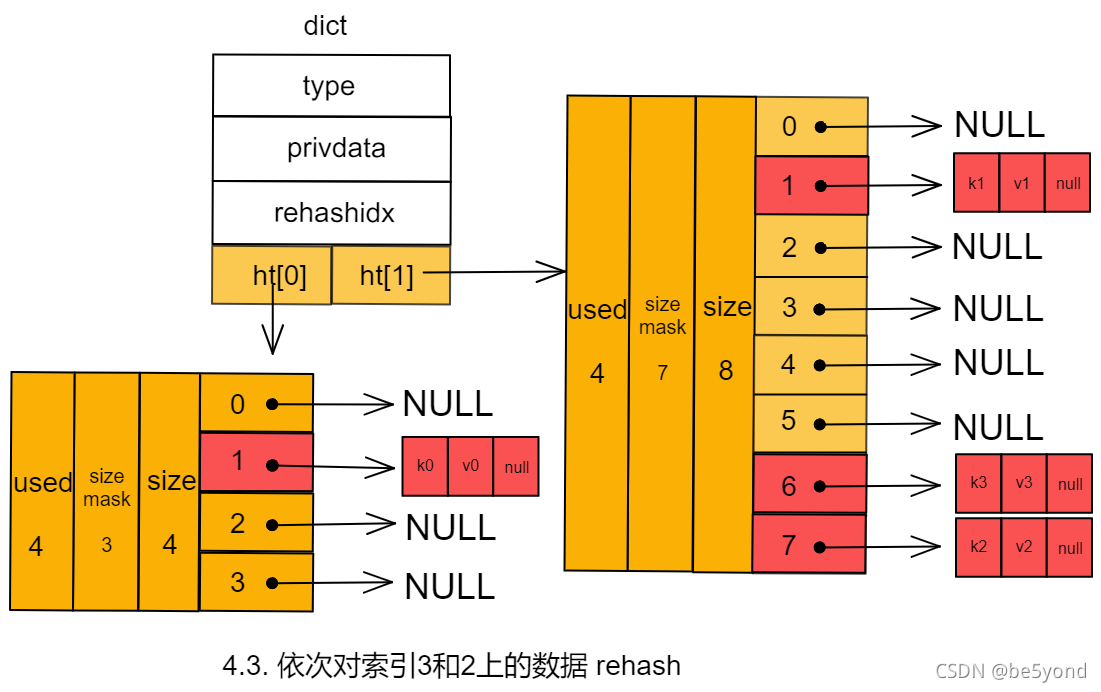 dict
type
privdata
rehashidx
ht[0] ht[1]
used
4
size
mask
3
size
4
0 NULL
1 k0 v0 null
2 NULL
3 NULL
used
4
size
mask
7
size
8
0 NULL
1 k1 v1 null
2 NULL
3 NULL
4 NULL
5 NULL
6 k3 v3 null
7 k2 v2 null
4.3. 依次对索引3和2上的数据 rehash
CSDN @be5yond